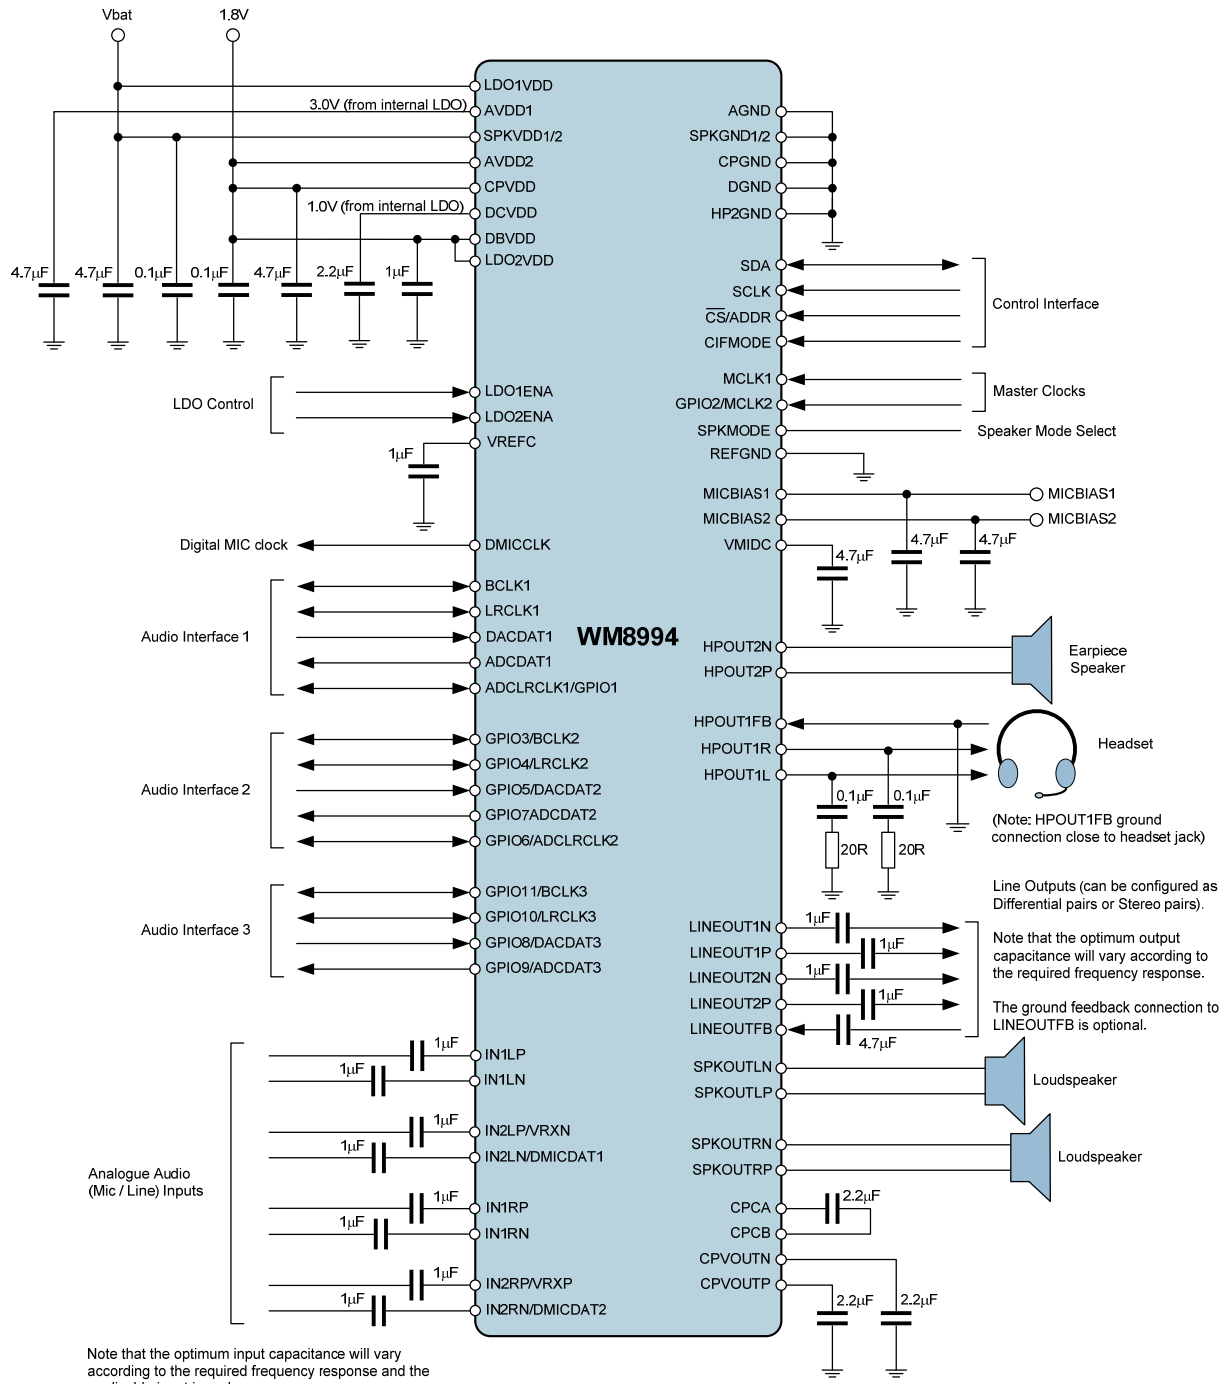 Vbat
1.8V
LDO1VDD
3.0V (from internal LDO)
AVDD1
SPKVDD1/2
AVDD2
CPVDD
1.0V (from internal LDO)
DCVDD
DBVDD
LDO2VDD
4.7µF
4.7µF
0.1µF
0.1µF
4.7µF
2.2µF
1µF
LDO Control
LDO1ENA
LDO2ENA
VREFC
1µF
Digital MIC clock
DMICCLK
Audio Interface 1
BCLK1
LRCLK1
DACDAT1
ADCDAT1
ADCLRCLK1/GPIO1
Audio Interface 2
GPIO3/BCLK2
GPIO4/LRCLK2
GPIO5/DACDAT2
GPIO7ADCDAT2
GPIO6/ADCLRCLK2
Audio Interface 3
GPIO11/BCLK3
GPIO10/LRCLK3
GPIO8/DACDAT3
GPIO9/ADCDAT3
Analogue Audio
(Mic / Line) Inputs
1µF
IN1LP
1µF
IN1LN
1µF
IN2LP/VRXN
1µF
IN2LN/DMICDAT1
1µF
IN1RP
1µF
IN1RN
1µF
IN2RP/VRXP
1µF
IN2RN/DMICDAT2
Note that the optimum input capacitance will vary
according to the required frequency response and the
WM8994
AGND
SPKGND1/2
CPGND
DGND
HP2GND
SDA
SCLK
CS/ADDR
CIFMODE
Control Interface
MCLK1
GPIO2/MCLK2
Master Clocks
SPKMODE
Speaker Mode Select
REFGND
MICBIAS1
MICBIAS1
MICBIAS2
MICBIAS2
VMIDC
4.7µF
4.7µF
4.7µF
HPOUT2N
HPOUT2P
Earpiece
Speaker
HPOUT1FB
HPOUT1R
HPOUT1L
Headset
0.1µF
0.1µF
20R
20R
(Note: HPOUT1FB ground
connection close to headset jack)
Line Outputs (can be configured as
Differential pairs or Stereo pairs).
Note that the optimum output
capacitance will vary according to
the required frequency response.
The ground feedback connection to
LINEOUTFB is optional.
LINEOUT1N
1µF
LINEOUT1P
1µF
LINEOUT2N
1µF
LINEOUT2P
1µF
LINEOUTFB
4.7µF
SPKOUTLN
SPKOUTLP
Loudspeaker
SPKOUTRN
SPKOUTRP
Loudspeaker
CPCA
2.2µF
CPCB
CPVOUTN
CPVOUTP
2.2µF
2.2µF